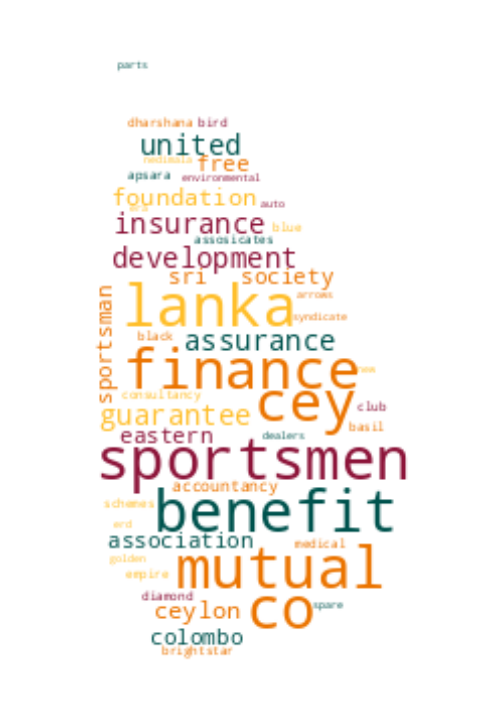 parts
dharshana bird
united
nedimala free
apsara environmental
foundation auto
insurance blue
assosicates
development
sri society
lanka arrows
sportsman syndicate
black assurance
finance new
consultancy cey club
guarantee basil
eastern dealers
sportsmen
accountancy
schemes benefit
erd
association medical
golden mutual
empire
diamond co spare
ceylon
colombo
brightstar